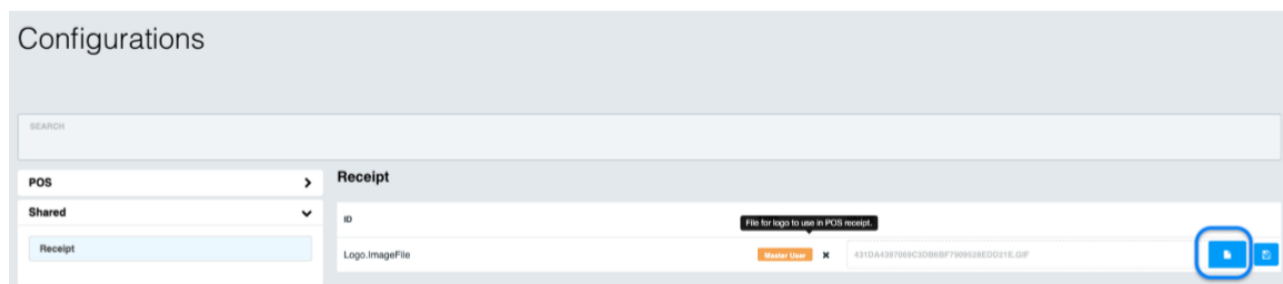 Configurations
SEARCH
POS
Receipt
Shared
ID
File for logo to use in POS receipt.
Receipt
Logo.ImageFile
Master User
431DA4397069C3DB6BF7909528EDD21E.GIF